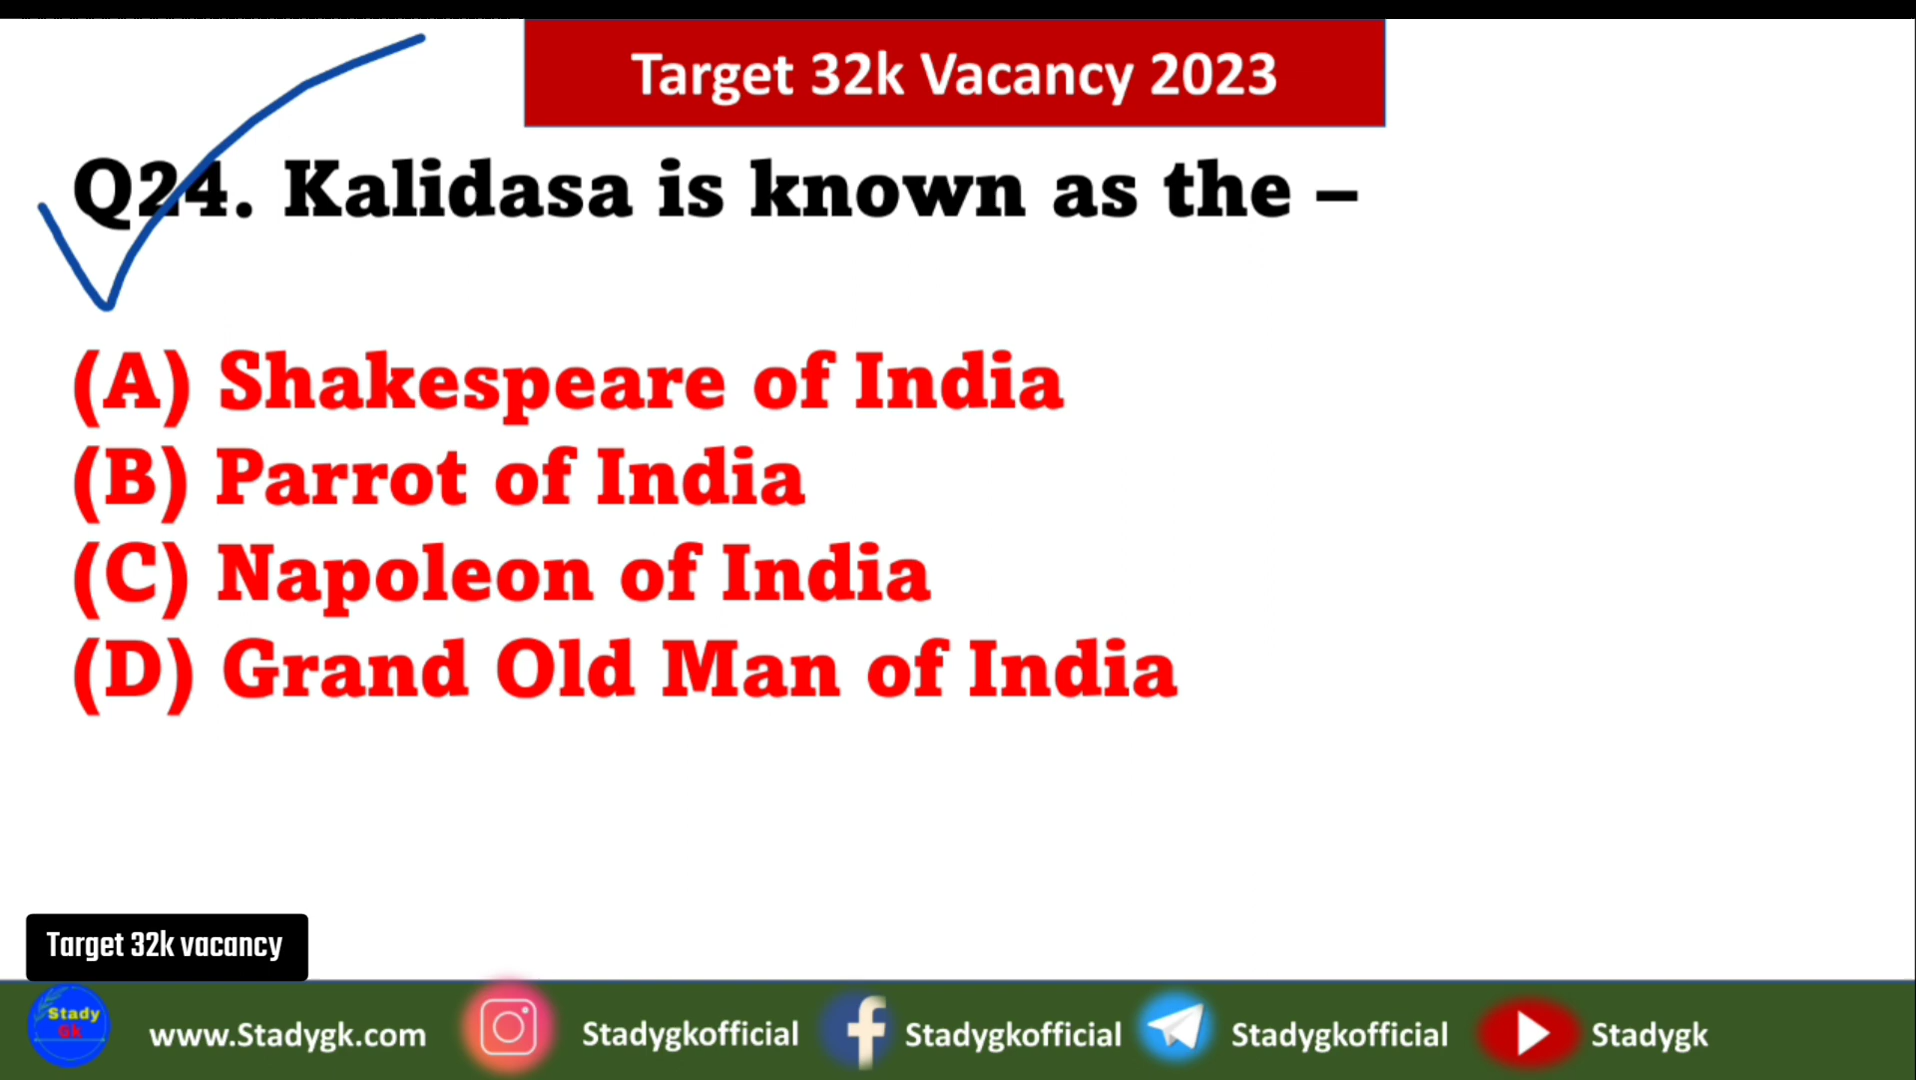 Target 32k Vacancy 2023
Q24. Kalidasa is known as the –
(A) Shakespeare of India
(B) Parrot of India
(C) Napoleon of India
(D) Grand Old Man of India
Target 32k vacancy
Stady
Gk
www.Stadygk.com Stadygkofficial Stadygkofficial Stadygkofficial Stadygk